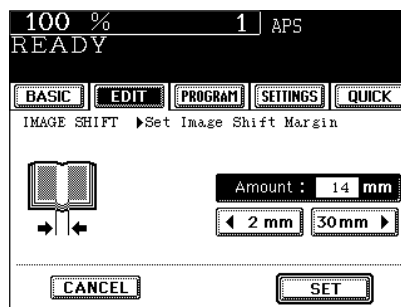 100 % 1 APS
READY
BASIC EDIT PROGRAM SETTINGS QUICK
IMAGE SHIFT ▶Set Image Shift Margin
Amount : 14 mm
◀ 2 mm 30mm ▶
CANCEL SET